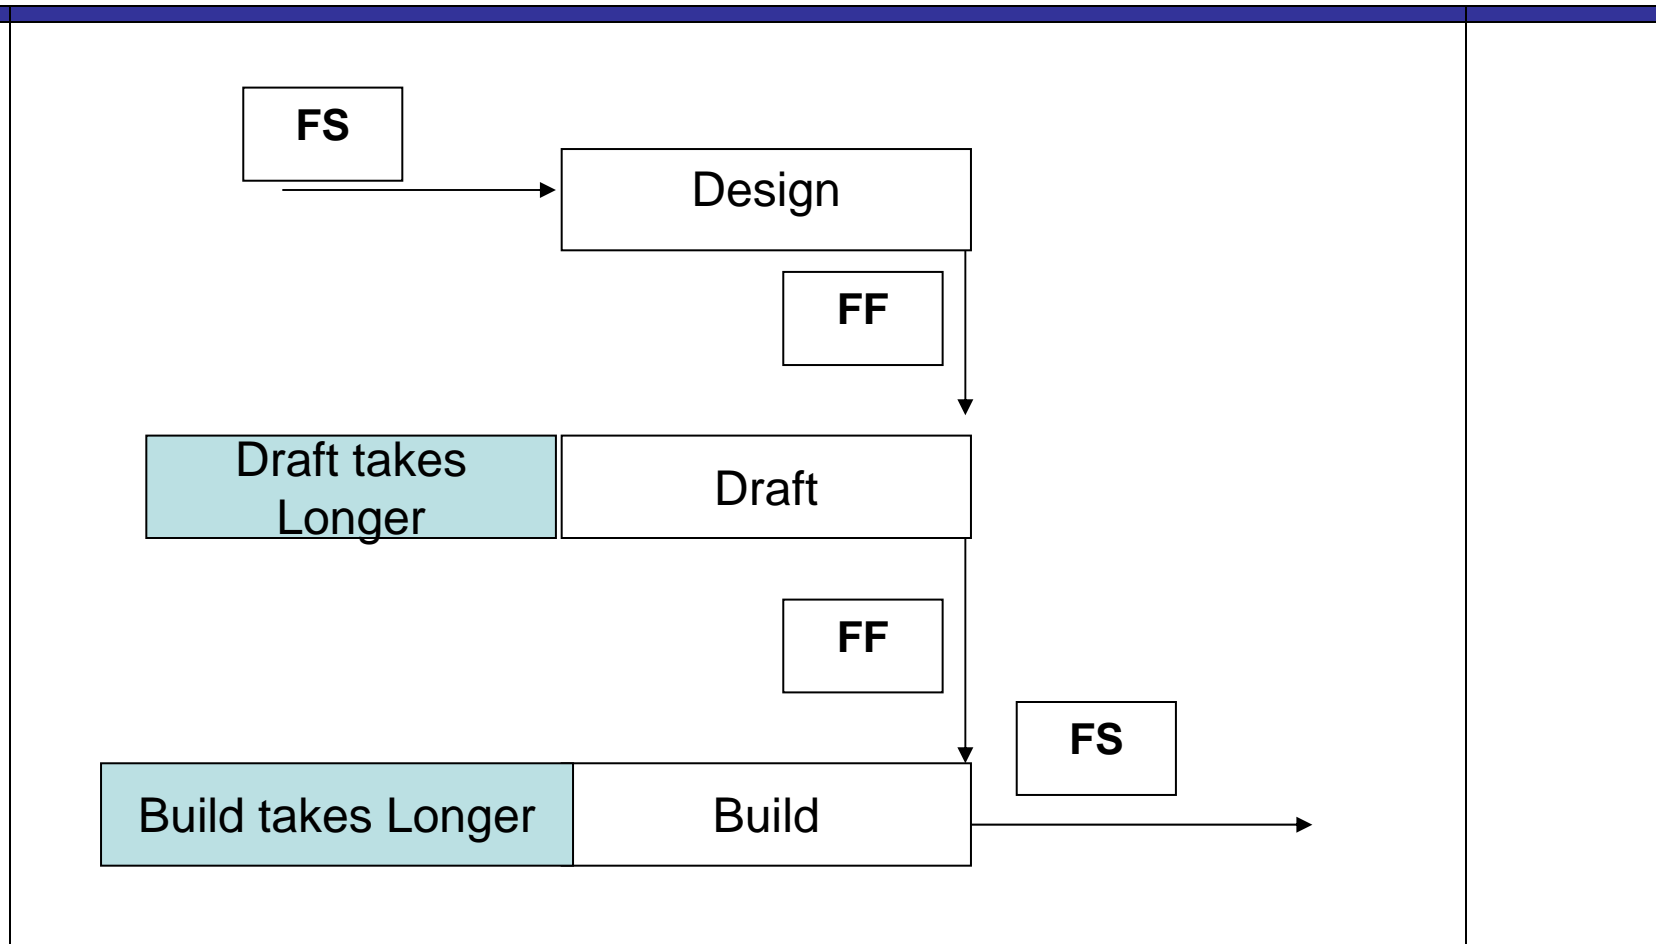 FS
Design
FF
Draft takes
Longer
Draft
FF
FS
Build takes Longer
Build